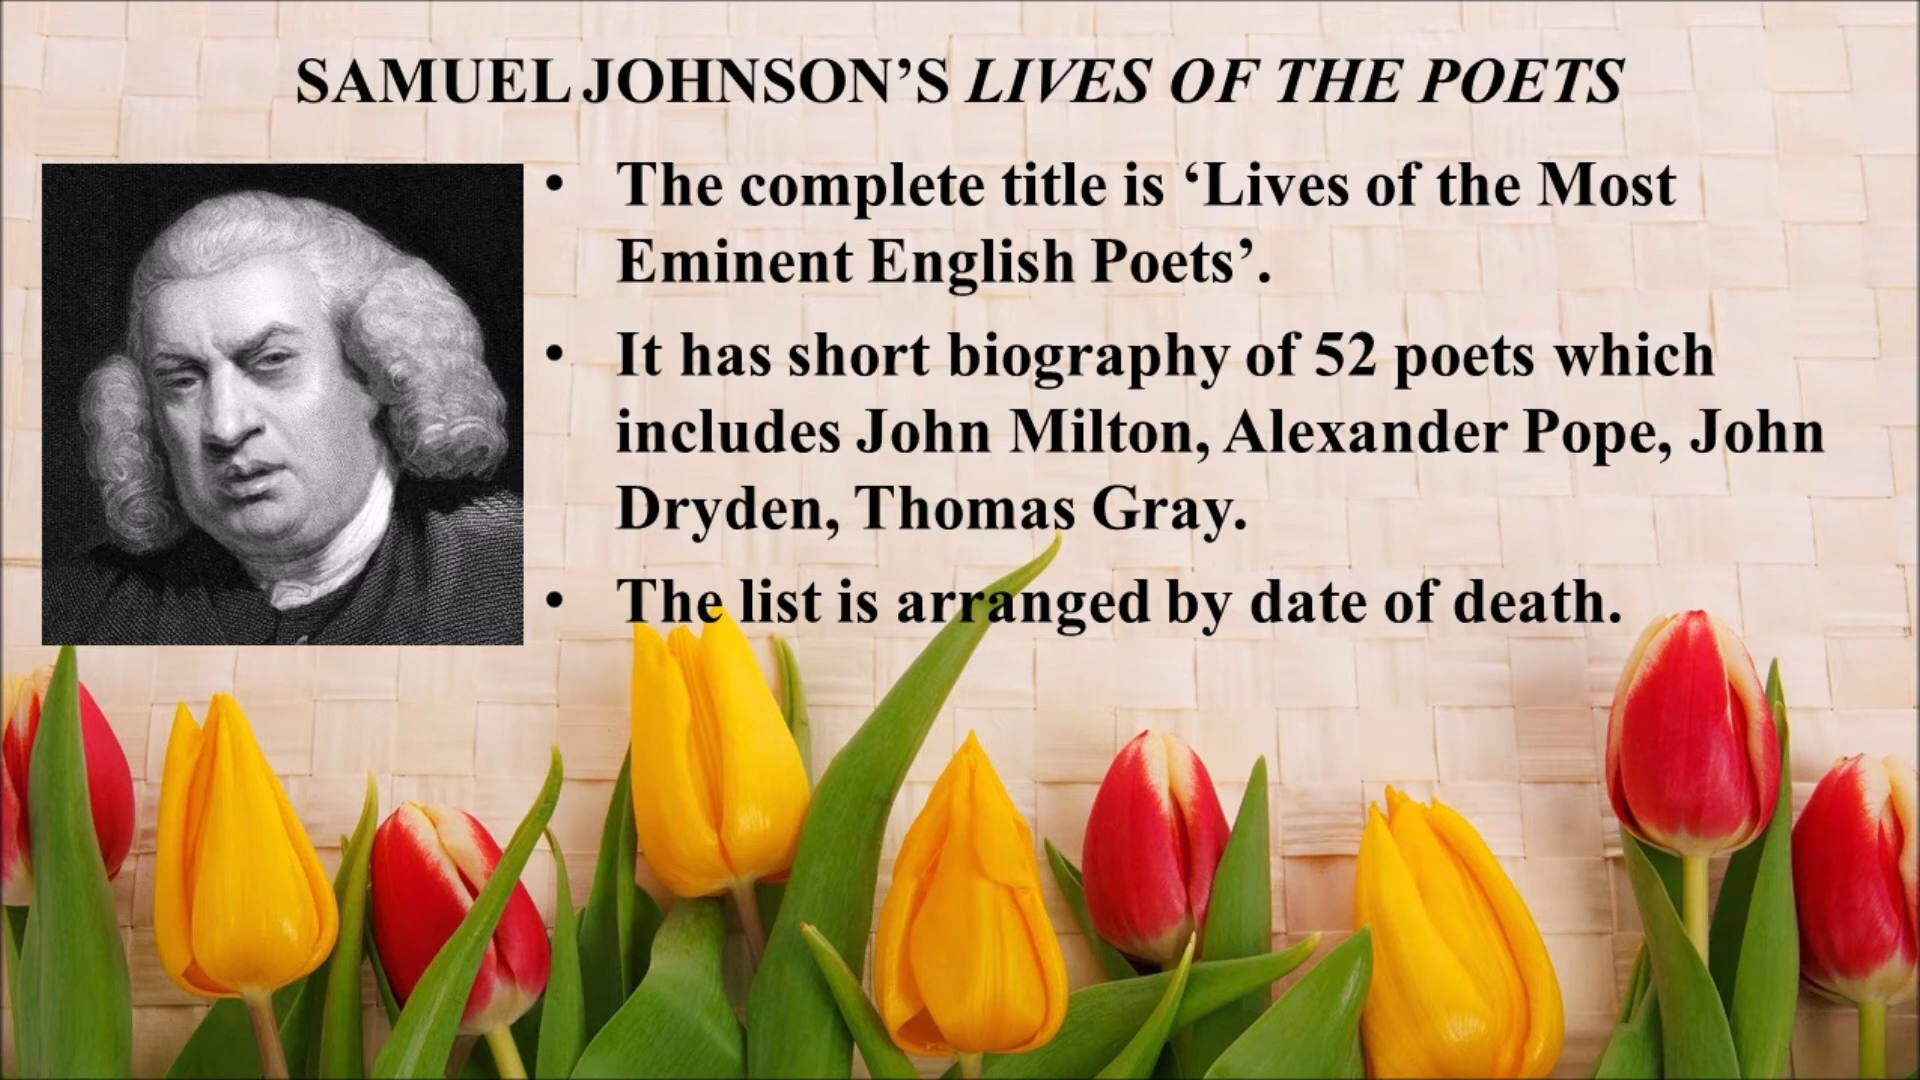 SAMUEL JOHNSON’S LIVES OF THE POETS
• The complete title is ‘Lives of the Most
Eminent English Poets’.
• It has short biography of 52 poets which
includes John Milton, Alexander Pope, John
Dryden, Thomas Gray.
• The list is arranged by date of death.